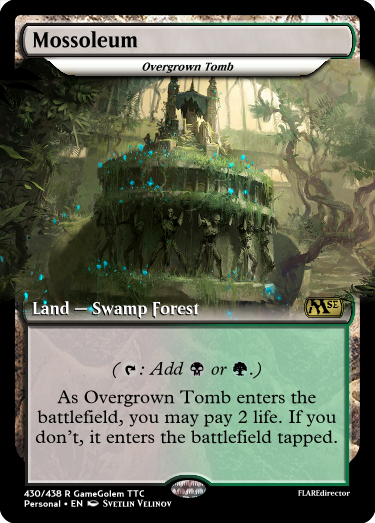 Mossoleum
Overgrown Tomb
Land — Swamp Forest
MSE
( : Add or .)
As Overgrown Tomb enters the
battlefield, you may pay 2 life. If you
don't, it enters the battlefield tapped.
430/438 R GameGolem TTC
Personal • EN Svetlin Velinov
FLAREdirector